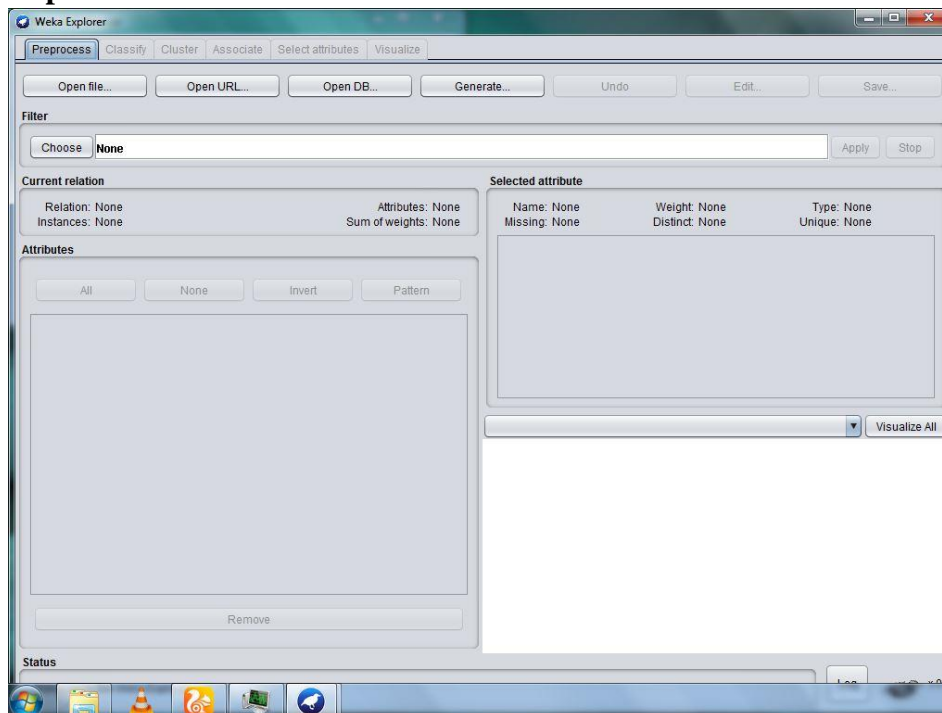 Weka Explorer
Preprocess Classify Cluster Associate Select attributes Visualize
Open file... Open URL... Open DB... Generate... Undo Edit... Save...
Filter
Choose None Apply Stop
Current relation
Relation: None Attributes: None
Instances: None Sum of weights: None
Selected attribute
Name: None Weight: None Type: None
Missing: None Distinct: None Unique: None
Attributes
All None Invert Pattern
Remove
Visualize All
Status
Log